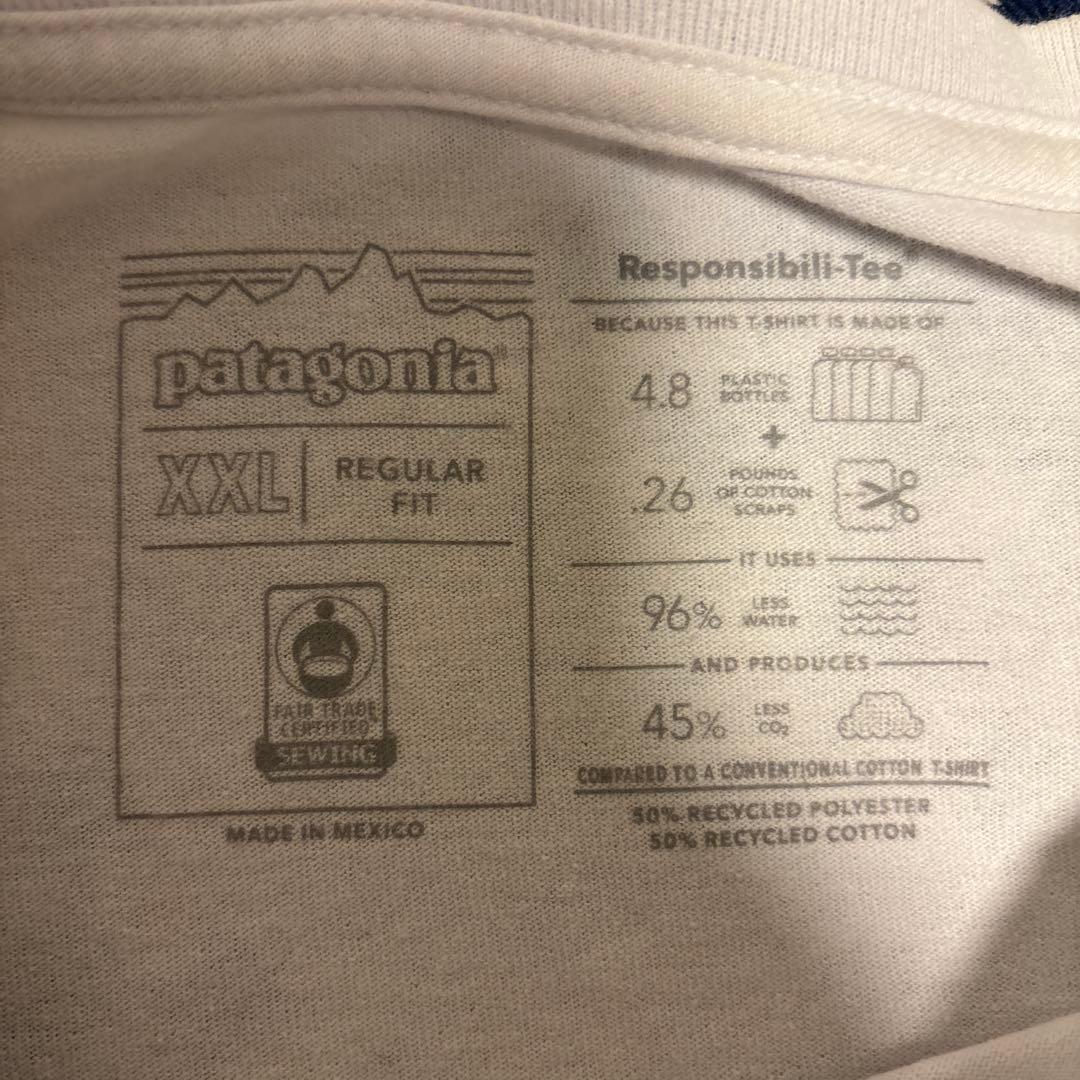 patagonia®
XXL
REGULAR
FIT
FAIR TRADE
CERTIFIED
SEWING
MADE IN MEXICO
Responsibili-Tee®
BECAUSE THIS T-SHIRT IS MADE OF
4.8 PLASTIC
BOTTLES
+
.26 POUNDS
OF COTTON
SCRAPS
IT USES
96% LESS
WATER
AND PRODUCES
45% LESS
CO₂
COMPARED TO A CONVENTIONAL COTTON T-SHIRT
50% RECYCLED POLYESTER
50% RECYCLED COTTON